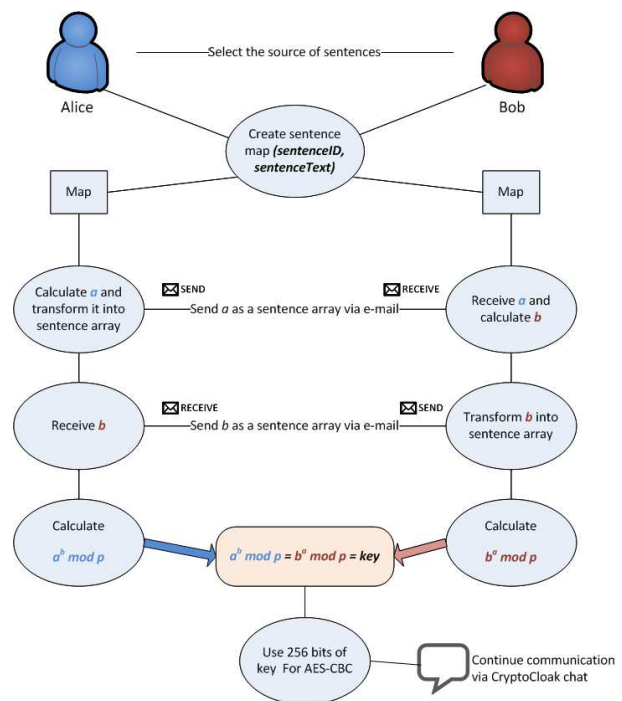 Select the source of sentences
Alice
Bob
Create sentence
map (sentenceID,
sentenceText)
Map
Map
Calculate a and
transform it into
sentence array
SEND
RECEIVE
Send a as a sentence array via e-mail
Receive a and
calculate b
Receive b
RECEIVE
SEND
Send b as a sentence array via e-mail
Transform b into
sentence array
Calculate
a^b mod p
a^b mod p = b^a mod p = key
Calculate
b^a mod p
Use 256 bits of
key For AES-CBC
Continue communication
via CryptoCloak chat